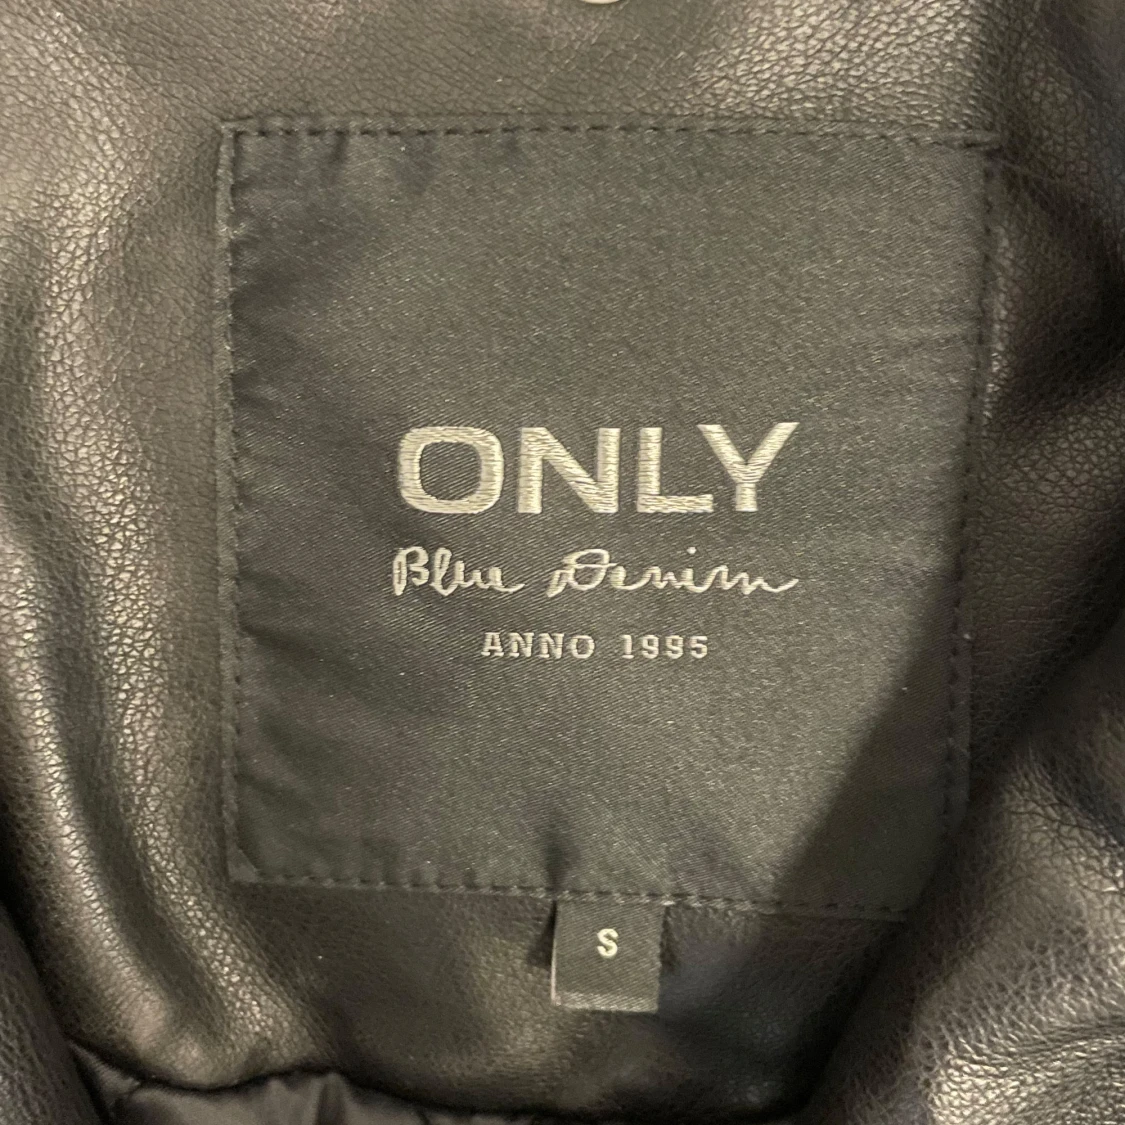 ONLY
Blue Denim
ANNO 1995
S